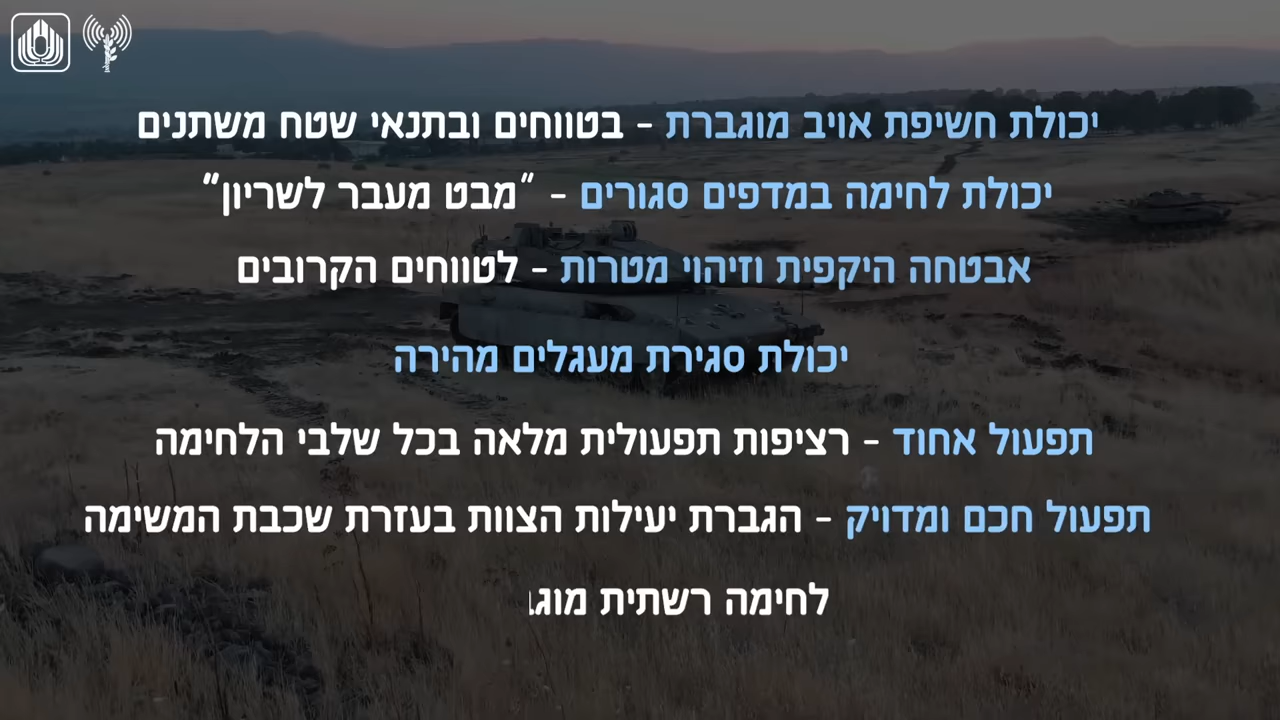 יכולת חשיפת אויב מוגברת - בטווחים ובתנאי שטח משתנים
יכולת לחימה במדפים סגורים - "מבט מעבר לשריון"
אבטחה היקפית וזיהוי מטרות - לטווחים הקרובים
יכולת סגירת מעגלים מהירה
תפעול אחוד - רציפות תפעולית מלאה בכל שלבי הלחימה
תפעול חכם ומדויק - הגברת יעילות הצוות בעזרת שכבת המשימה
לחימה רשתית